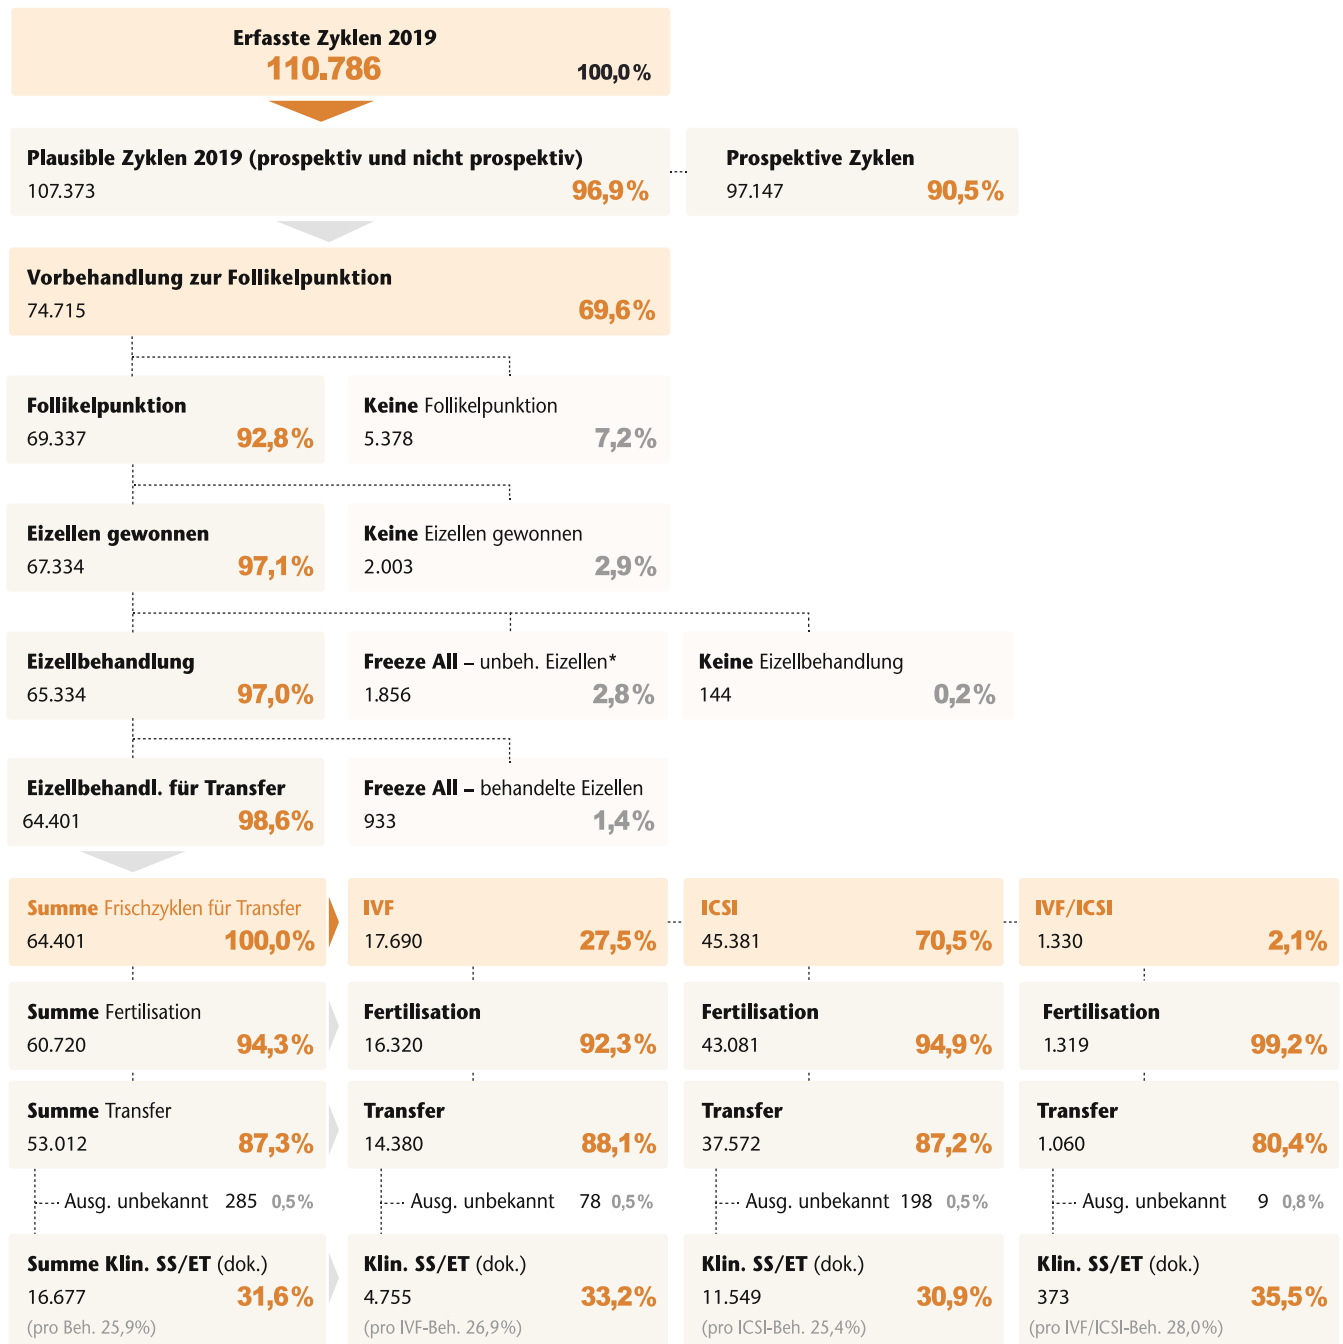 Erfasste Zyklen 2019
110.786 100,0%
Plausible Zyklen 2019 (prospektiv und nicht prospektiv)
107.373 96,9%
Prospektive Zyklen
97.147 90,5%
Vorbehandlung zur Follikelpunktion
74.715 69,6%
Follikelpunktion
69.337 92,8%
Keine Follikelpunktion
5.378 7,2%
Eizellen gewonnen
67.334 97,1%
Keine Eizellen gewonnen
2.003 2,9%
Eizellbehandlung
65.334 97,0%
Freeze All – unbeh. Eizellen*
1.856 2,8%
Keine Eizellbehandlung
144 0,2%
Eizellbehandl. für Transfer
64.401 98,6%
Freeze All – behandelte Eizellen
933 1,4%
Summe Frischzyklen für Transfer
64.401 100,0%
IVF
17.690 27,5%
ICSI
45.381 70,5%
IVF/ICSI
1.330 2,1%
Summe Fertilisation
60.720 94,3%
Fertilisation
16.320 92,3%
Fertilisation
43.081 94,9%
Fertilisation
1.319 99,2%
Summe Transfer
53.012 87,3%
Transfer
14.380 88,1%
Transfer
37.572 87,2%
Transfer
1.060 80,4%
Ausg. unbekannt 285 0,5%
Ausg. unbekannt 78 0,5%
Ausg. unbekannt 198 0,5%
Ausg. unbekannt 9 0,8%
Summe Klin. SS/ET (dok.)
16.677 31,6%
(pro Beh. 25,9%)
Klin. SS/ET (dok.)
4.755 33,2%
(pro IVF-Beh. 26,9%)
Klin. SS/ET (dok.)
11.549 30,9%
(pro ICSI-Beh. 25,4%)
Klin. SS/ET (dok.)
373 35,5%
(pro IVF/ICSI-Beh. 28,0%)